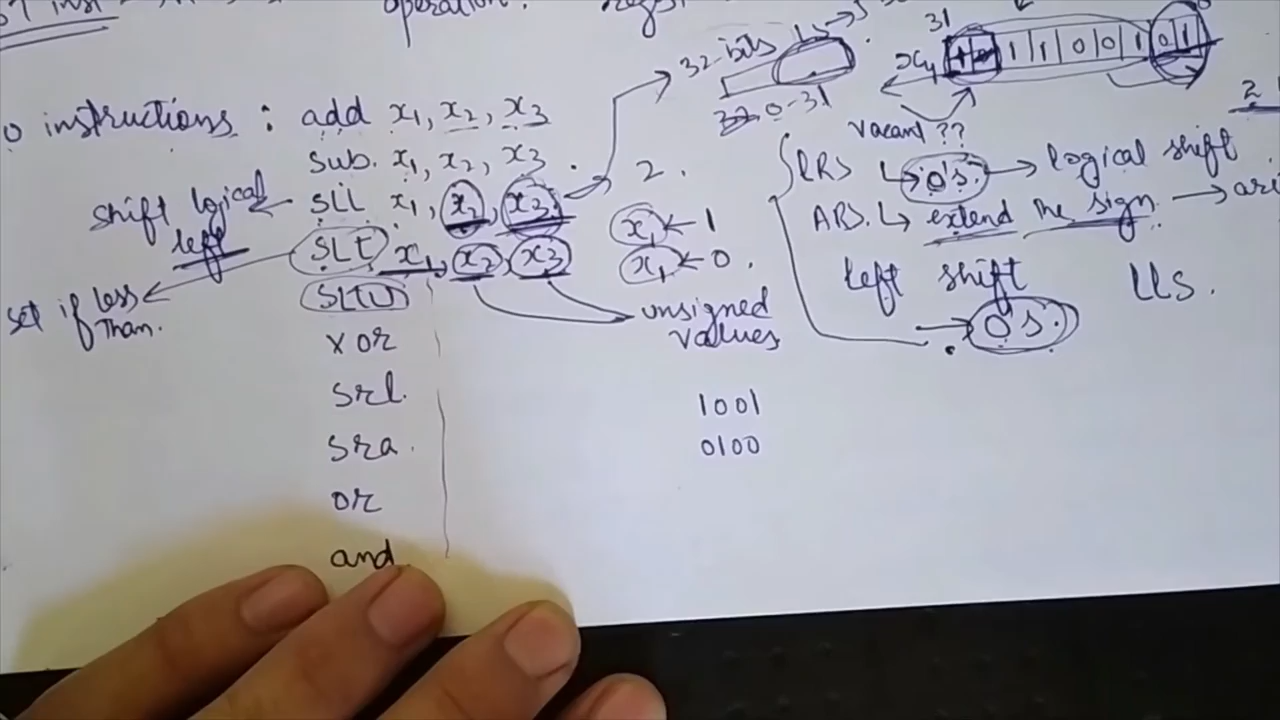 operation.
32-bits
31
x4
1 1 0 0 1 0 1
0-31
vacant ??
o instructions : add x1, x2, x3
sub. x1, x2, x3 .
shift logical left
sll x1, x2, x3.
2.
SLT x1, x2, x3
x1 ← 1
x1 ← 0.
set if less Than.
SLTU
unsigned values
xor
srl.
sra.
or
and
1001
0100
LRS ↳ 0's. → logical shift.
ARS. ↳ extend the sign. →
left shift LLS.
→ 0's.